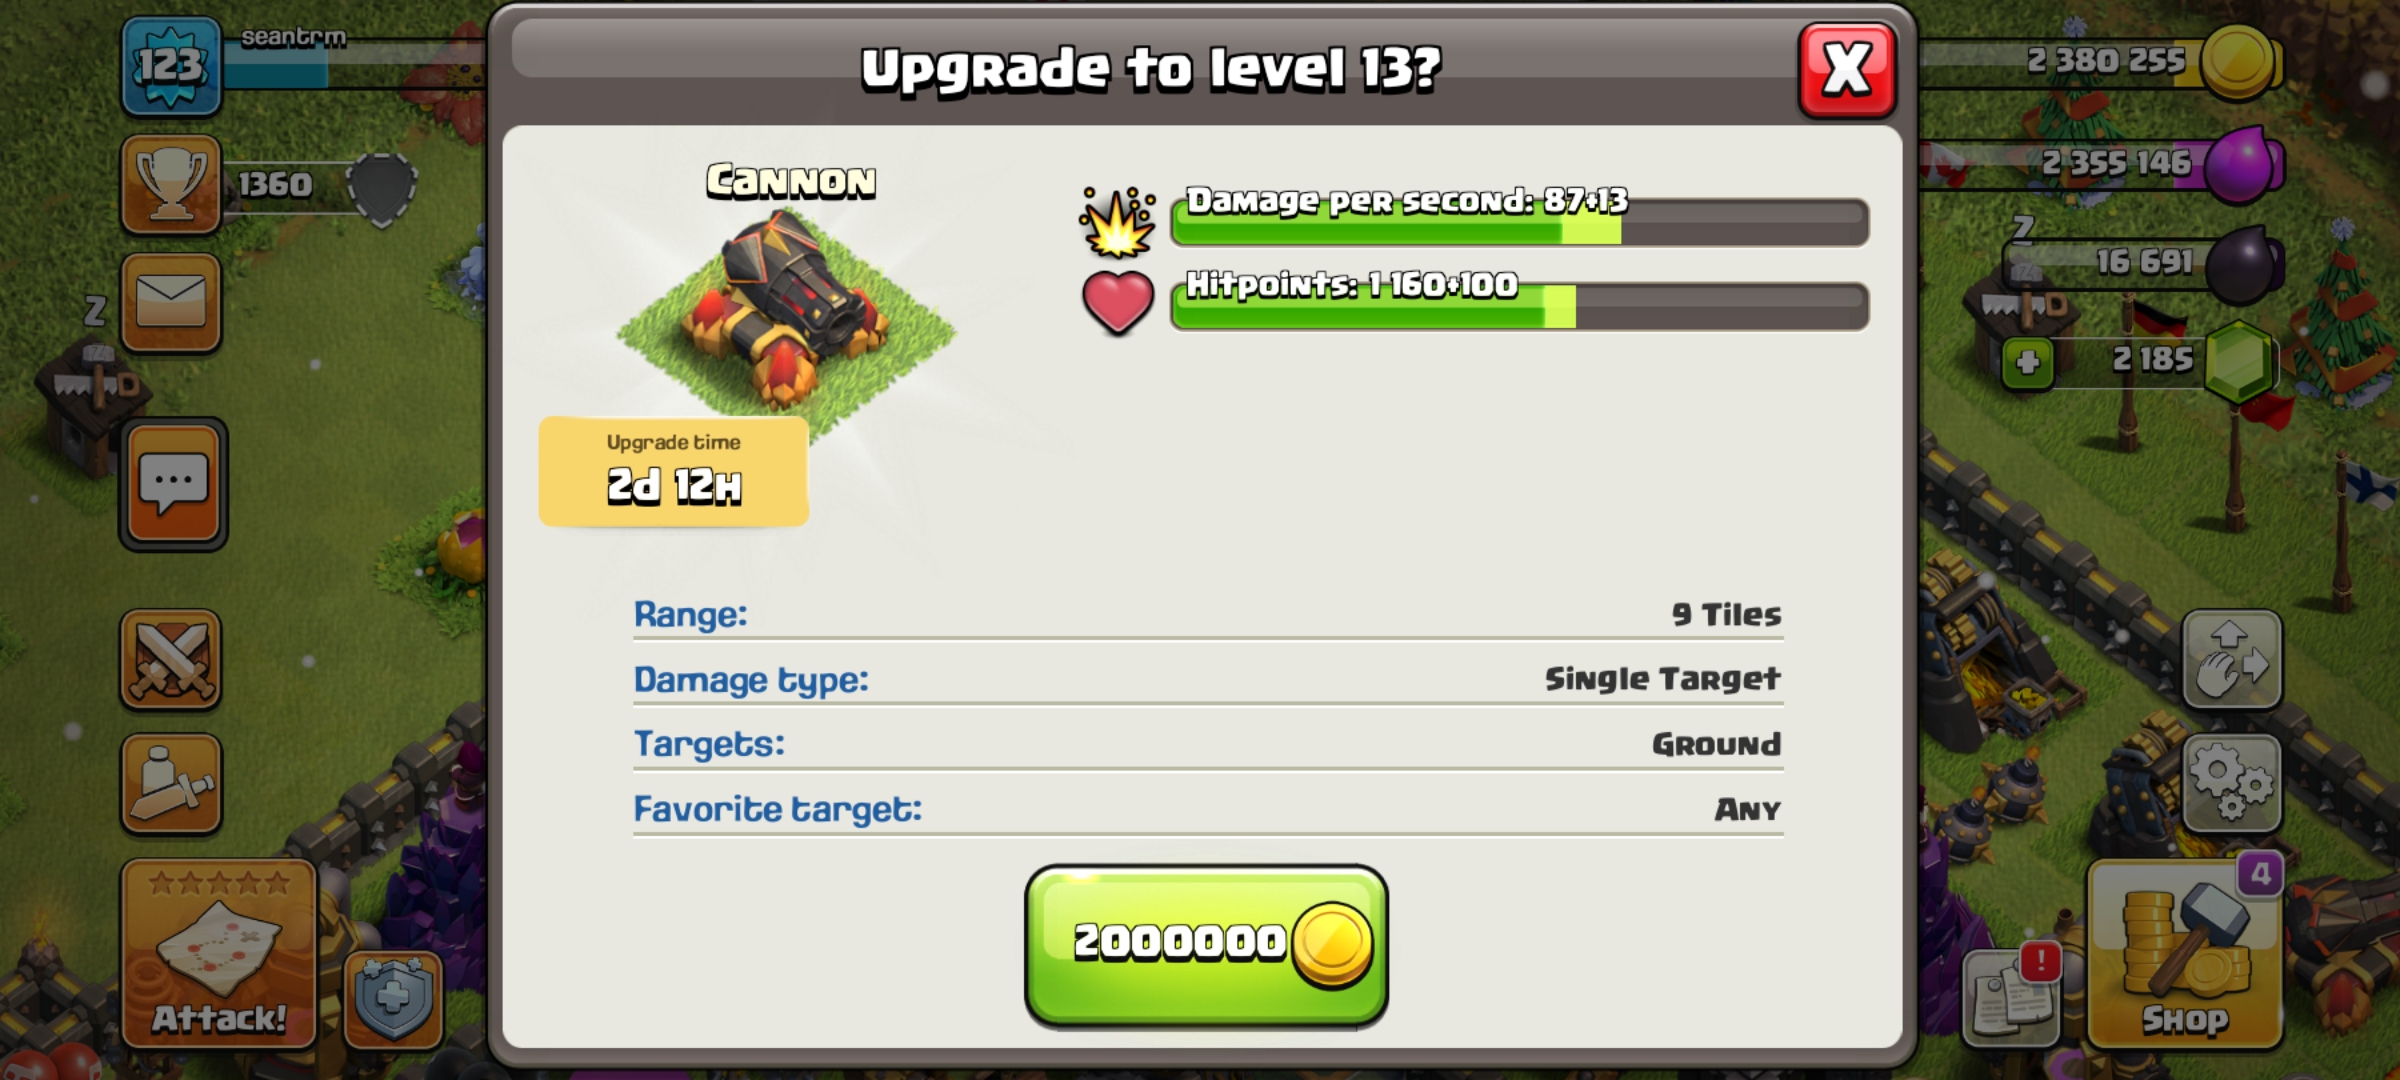 123
seantrm
Upgrade to level 13?
X
2 380 255
1360
Cannon
Damage per second: 87+13
2 355 146
Hitpoints: 1 160+100
Z
16 691
Z
2 185
Upgrade time
2d 12h
Range: 9 Tiles
Damage type: Single Target
Targets: Ground
Favorite target: Any
2000000
4
!
Attack!
Shop